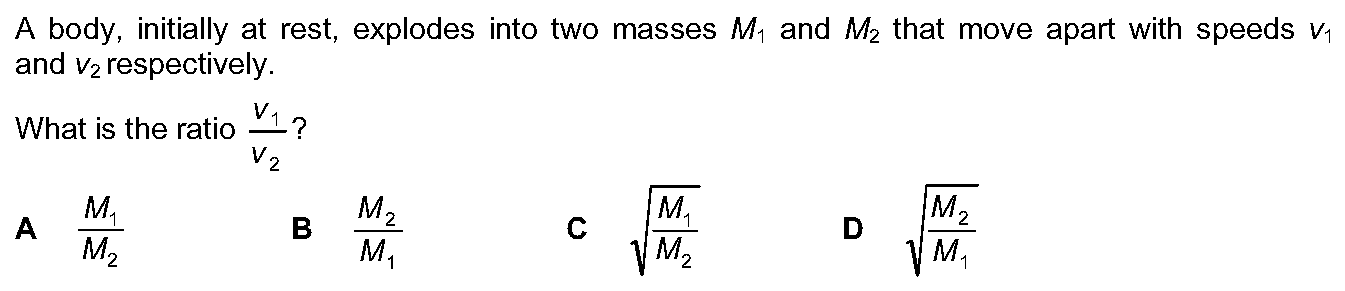 A body, initially at rest, explodes into two masses M₁ and M₂ that move apart with speeds v₁
and v₂ respectively.
What is the ratio v₁/v₂?
A M₁/M₂ B M₂/M₁ C √(M₁/M₂) D √(M₂/M₁)